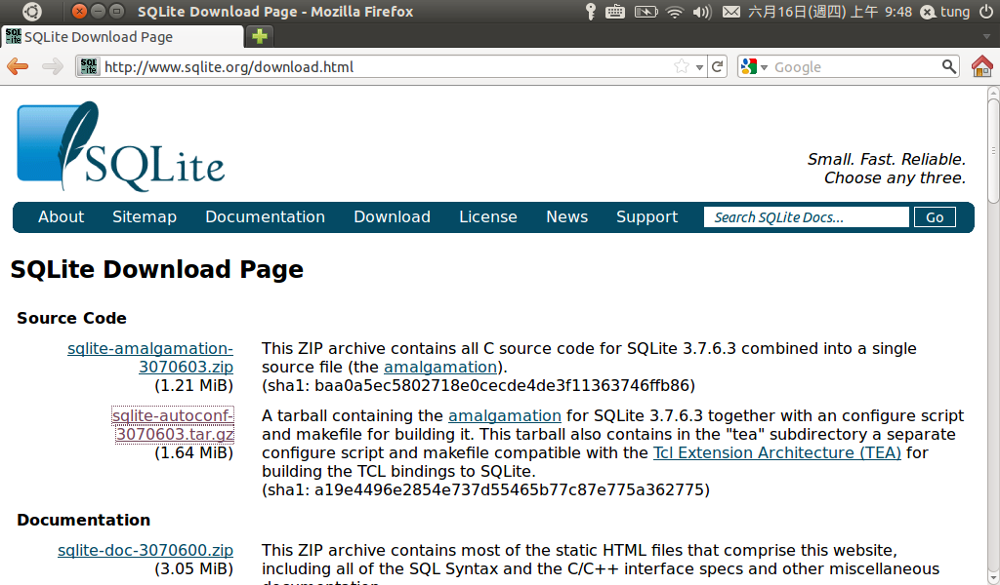 SQLite Download Page - Mozilla Firefox
六月16日(週四) 上午 9:48
tung
SQLite Download Page
http://www.sqlite.org/download.html
Google
SQLite
Small. Fast. Reliable.
Choose any three.
About Sitemap Documentation Download License News Support Search SQLite Docs... Go
SQLite Download Page
Source Code
sqlite-amalgamation-
3070603.zip
(1.21 MiB)
This ZIP archive contains all C source code for SQLite 3.7.6.3 combined into a single
source file (the amalgamation).
(sha1: baa0a5ec5802718e0cecde4de3f11363746ffb86)
sqlite-autoconf-
3070603.tar.gz
(1.64 MiB)
A tarball containing the amalgamation for SQLite 3.7.6.3 together with an configure script
and makefile for building it. This tarball also contains in the "tea" subdirectory a separate
configure script and makefile compatible with the Tcl Extension Architecture (TEA) for
building the TCL bindings to SQLite.
(sha1: a19e4496e2854e737d55465b77c87e775a362775)
Documentation
sqlite-doc-3070600.zip
(3.05 MiB)
This ZIP archive contains most of the static HTML files that comprise this website,
including all of the SQL Syntax and the C/C++ interface specs and other miscellaneous